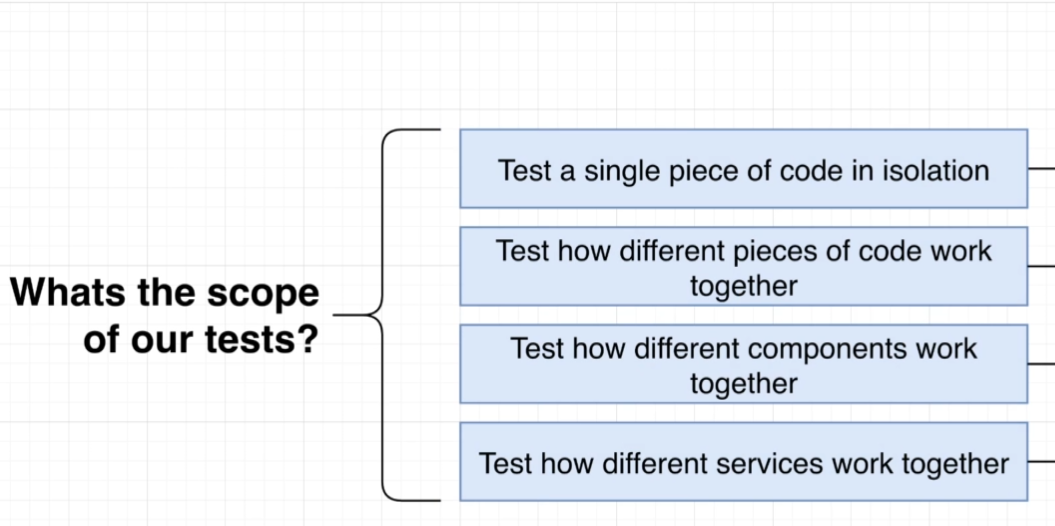 Whats the scope
of our tests?
Test a single piece of code in isolation
Test how different pieces of code work
together
Test how different components work
together
Test how different services work together